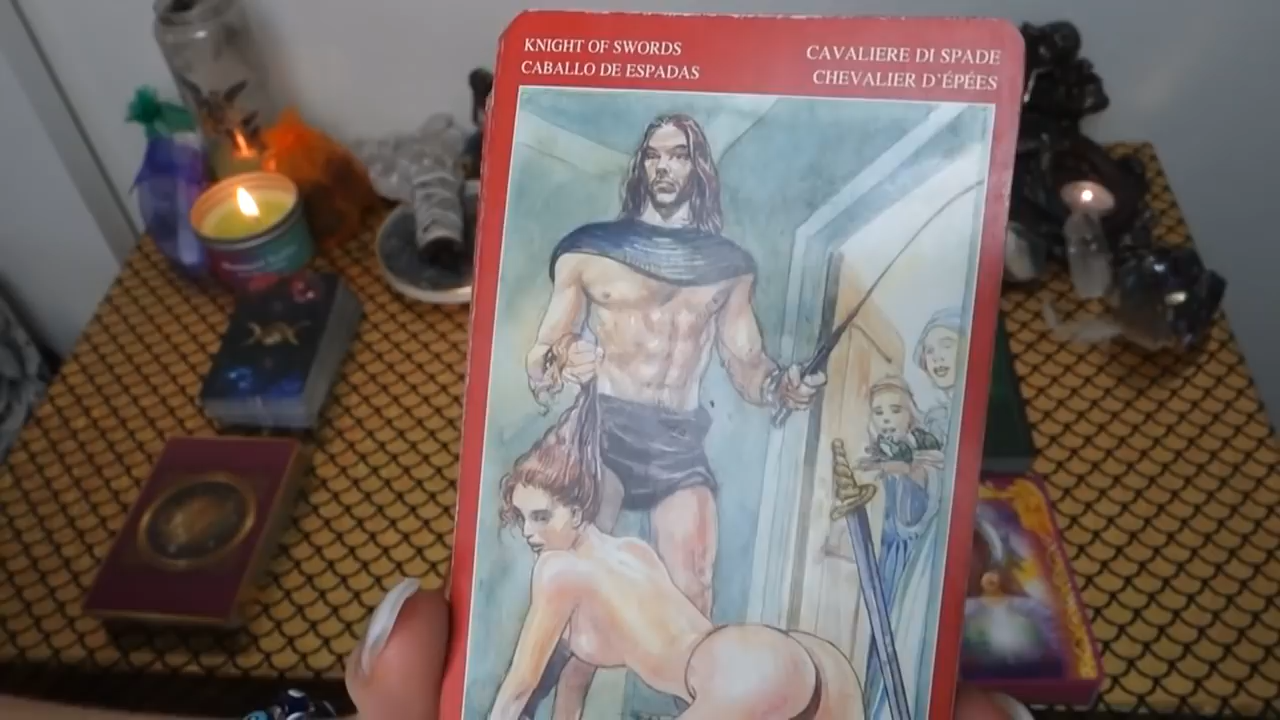 KNIGHT OF SWORDS
CABALLO DE ESPADAS
CAVALIERE DI SPADE
CHEVALIER D'ÉPÉES